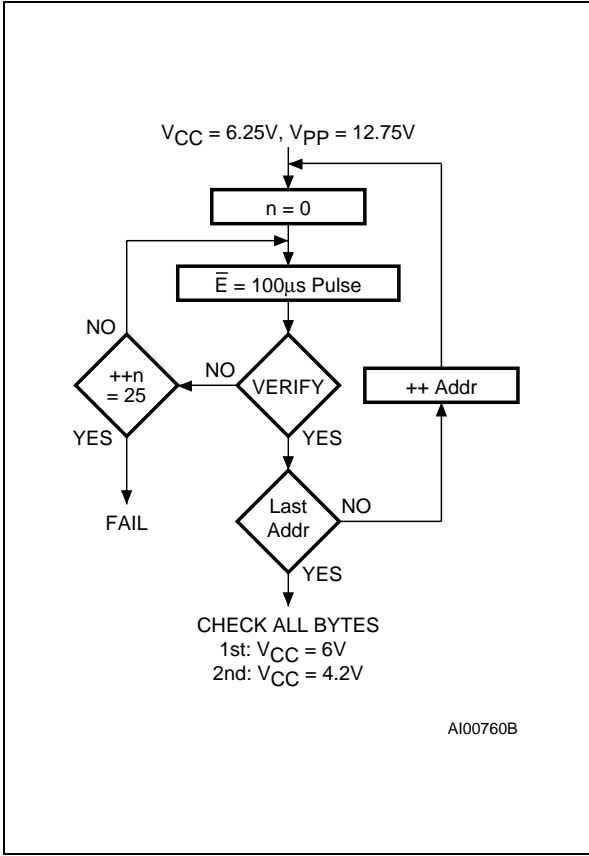 VCC = 6.25V, VPP = 12.75V
n = 0
E̅ = 100µs Pulse
NO
++n
= 25
NO
VERIFY
++ Addr
YES
YES
FAIL
Last
Addr
NO
YES
CHECK ALL BYTES
1st: VCC = 6V
2nd: VCC = 4.2V
AI00760B